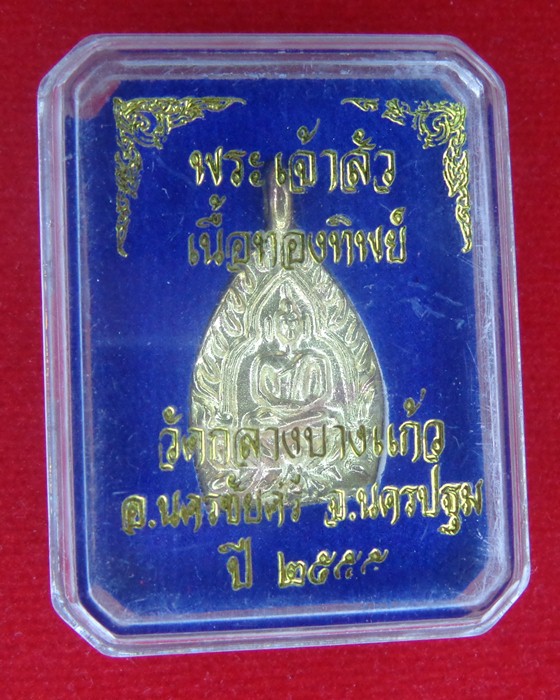 พระเจ้าสัว
เนื้อทองทิพย์
วัดกลางบางแก้ว
อ.นครชัยศรี จ.นครปฐม
ปี ๒๕๕๕